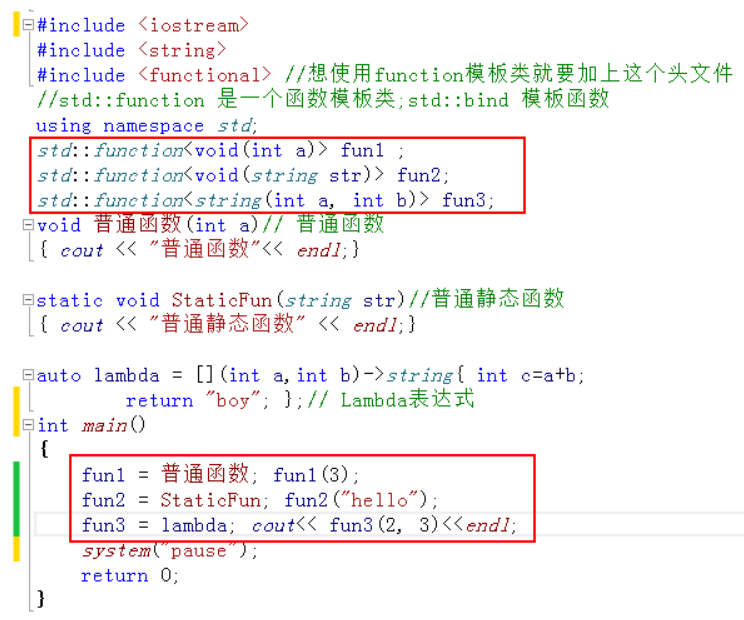 #include <iostream>
#include <string>
#include <functional> //想使用function模板类就要加上这个头文件
//std::function 是一个函数模板类;std::bind 模板函数
using namespace std;
std::function<void(int a)> fun1 ;
std::function<void(string str)> fun2;
std::function<string(int a, int b)> fun3;
void 普通函数(int a)// 普通函数
{ cout << "普通函数"<< endl;}
static void StaticFun(string str)//普通静态函数
{ cout << "普通静态函数" << endl;}
auto lambda = [](int a,int b)->string{ int c=a+b;
return "boy"; };// Lambda表达式
int main()
{
fun1 = 普通函数; fun1(3);
fun2 = StaticFun; fun2("hello");
fun3 = lambda; cout<< fun3(2, 3)<<endl;
system("pause");
return 0;
}